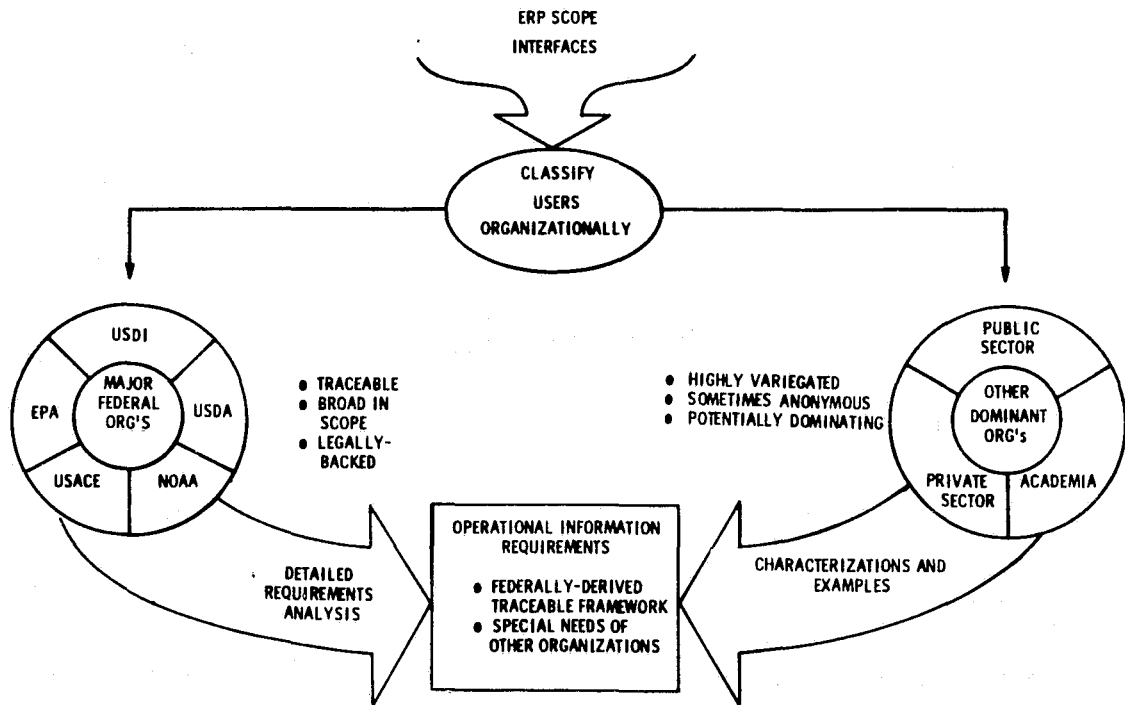 ERP SCOPE
INTERFACES
CLASSIFY
USERS
ORGANIZATIONALLY
USDI
EPA
MAJOR
FEDERAL
ORG'S
USDA
USACE
NOAA
● TRACEABLE
● BROAD IN
SCOPE
● LEGALLY-
BACKED
● HIGHLY VARIEGATED
● SOMETIMES ANONYMOUS
● POTENTIALLY DOMINATING
PUBLIC
SECTOR
OTHER
DOMINANT
ORG's
PRIVATE
SECTOR
ACADEMIA
DETAILED
REQUIREMENTS
ANALYSIS
OPERATIONAL INFORMATION
REQUIREMENTS
● FEDERALLY-DERIVED
TRACEABLE FRAMEWORK
● SPECIAL NEEDS OF
OTHER ORGANIZATIONS
CHARACTERIZATIONS AND
EXAMPLES